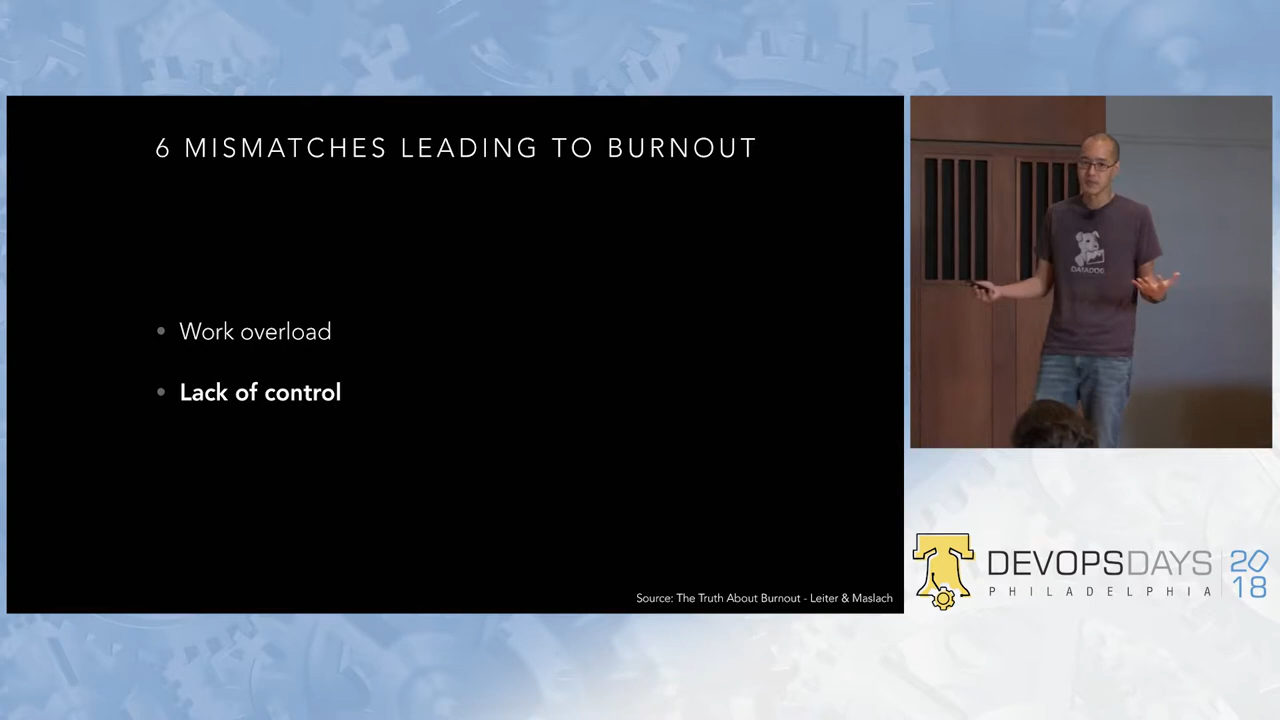 6 MISMATCHES LEADING TO BURNOUT
• Work overload
• Lack of control
Source: The Truth About Burnout - Leiter & Maslach
DATADOG
DEVOPSDAYS
PHILADELPHIA
20
18